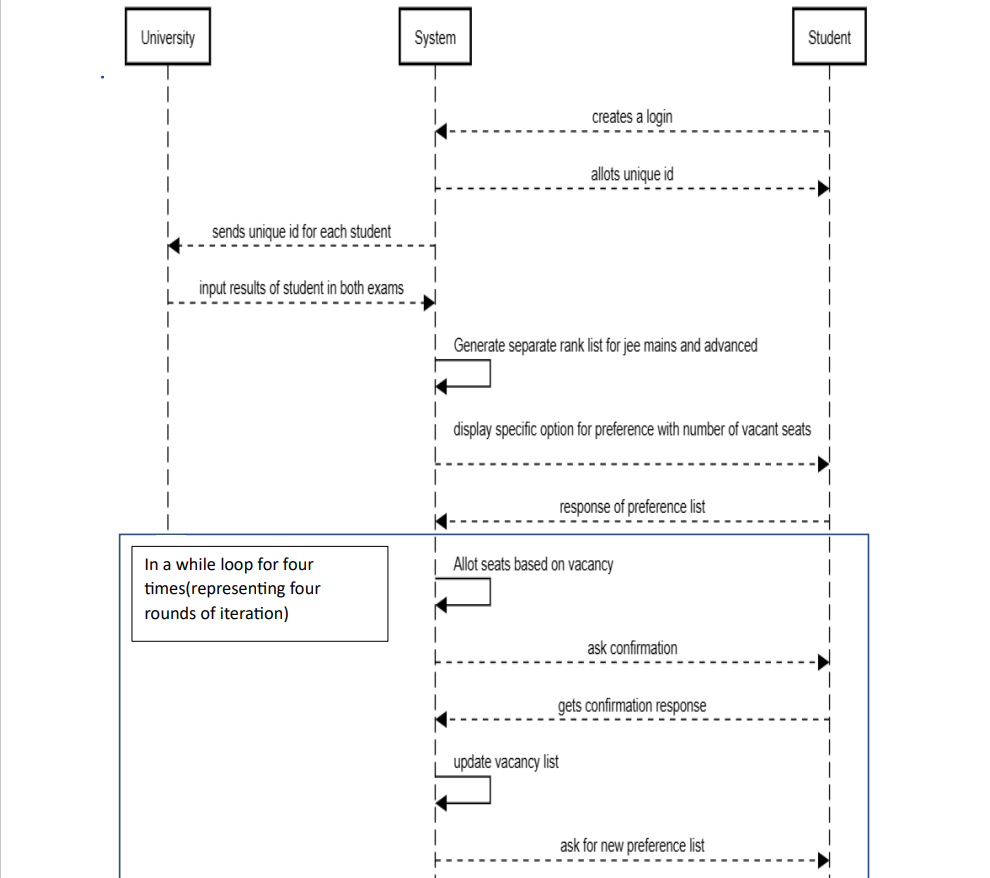 University
System
Student
creates a login
allots unique id
sends unique id for each student
input results of student in both exams
Generate separate rank list for jee mains and advanced
display specific option for preference with number of vacant seats
response of preference list
In a while loop for four
times(representing four
rounds of iteration)
Allot seats based on vacancy
ask confirmation
gets confirmation response
update vacancy list
ask for new preference list